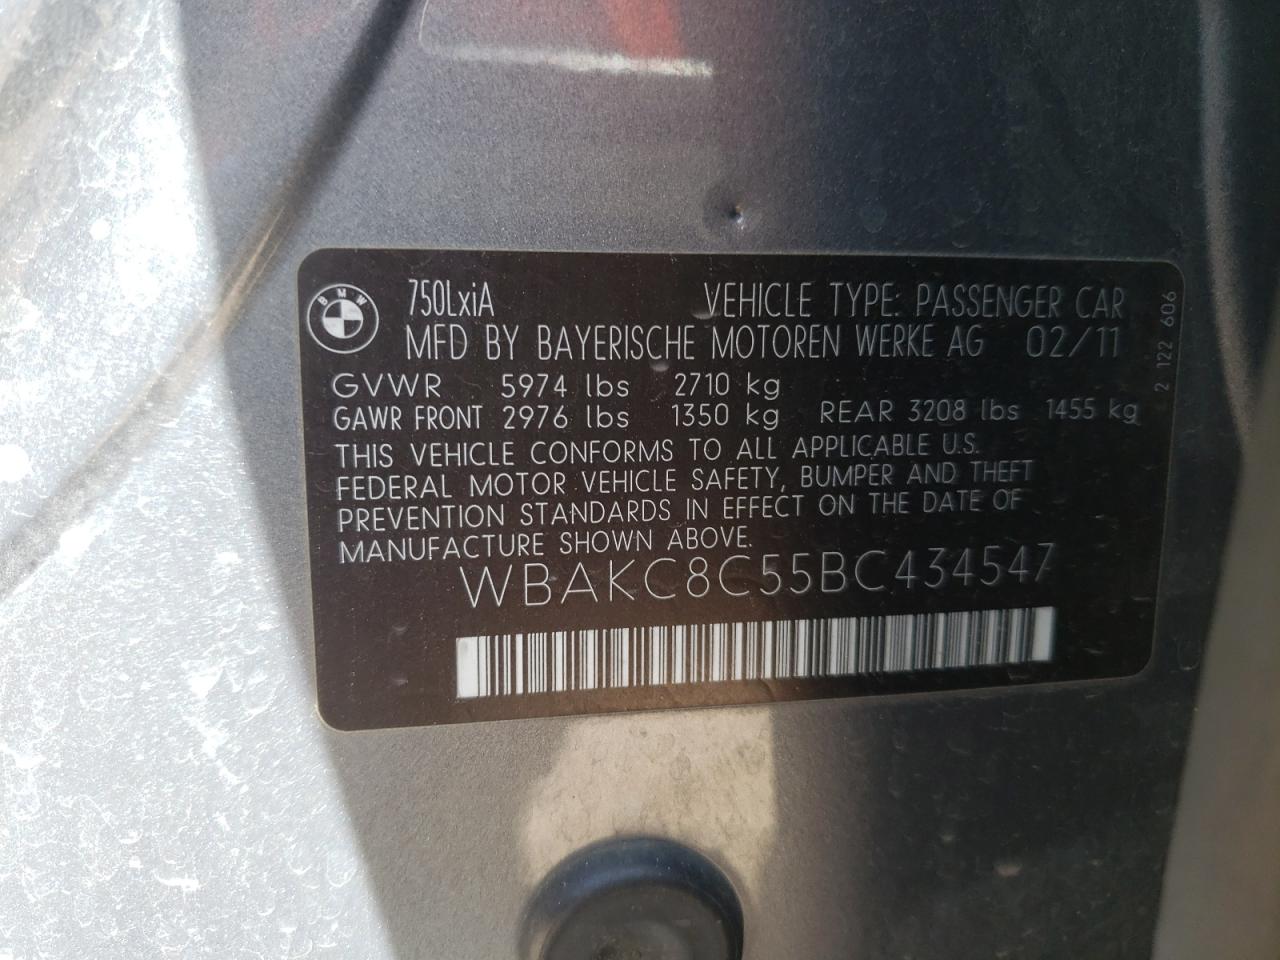 BMW
750LxiA VEHICLE TYPE: PASSENGER CAR
MFD BY BAYERISCHE MOTOREN WERKE AG 02/11
GVWR 5974 lbs 2710 kg
GAWR FRONT 2976 lbs 1350 kg REAR 3208 lbs 1455 kg
THIS VEHICLE CONFORMS TO ALL APPLICABLE U.S.
FEDERAL MOTOR VEHICLE SAFETY, BUMPER AND THEFT
PREVENTION STANDARDS IN EFFECT ON THE DATE OF
MANUFACTURE SHOWN ABOVE.
WBAKC8C55BC434547
2 122 606